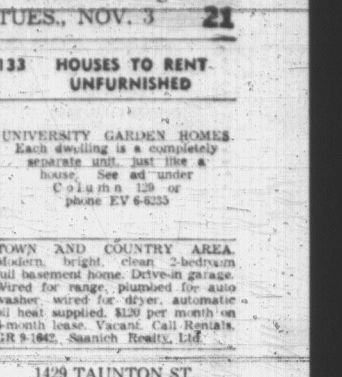 TUES., NOV. 3 21
133 HOUSES TO RENT
UNFURNISHED
UNIVERSITY GARDEN HOMES.
Each dwelling is a completely
separate unit, just like a
house. See ad under
Column 129 or
phone EV 6-6235
TOWN AND COUNTRY AREA.
Modern, bright, clean 2-bedroom
full basement home. Drive-in garage.
Wired for range, plumbed for auto
washer, wired for dryer, automatic
oil heat supplied. $120 per month on
-month lease. Vacant. Call Rentals,
GR 9-1642, Saanich Realty, Ltd.
1429 TAUNTON ST.